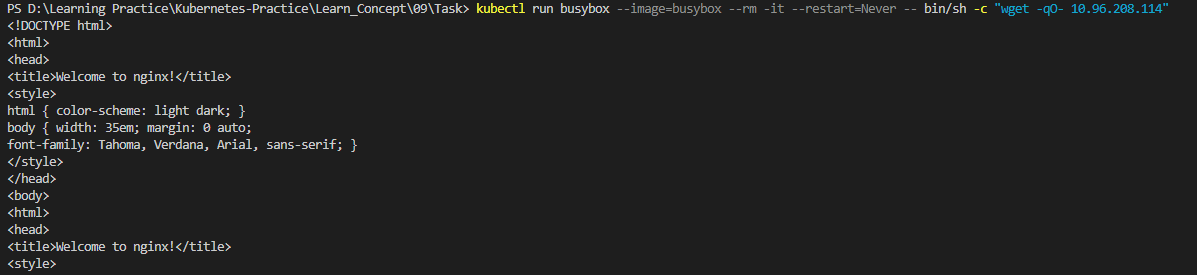 PS D:\Learning Practice\Kubernetes-Practice\Learn_Concept\09\Task> kubectl run busybox --image=busybox --rm -it --restart=Never -- bin/sh -c "wget -qO- 10.96.208.114"
<!DOCTYPE html>
<html>
<head>
<title>Welcome to nginx!</title>
<style>
html { color-scheme: light dark; }
body { width: 35em; margin: 0 auto;
font-family: Tahoma, Verdana, Arial, sans-serif; }
</style>
</head>
<body>
<html>
<head>
<title>Welcome to nginx!</title>
<style>